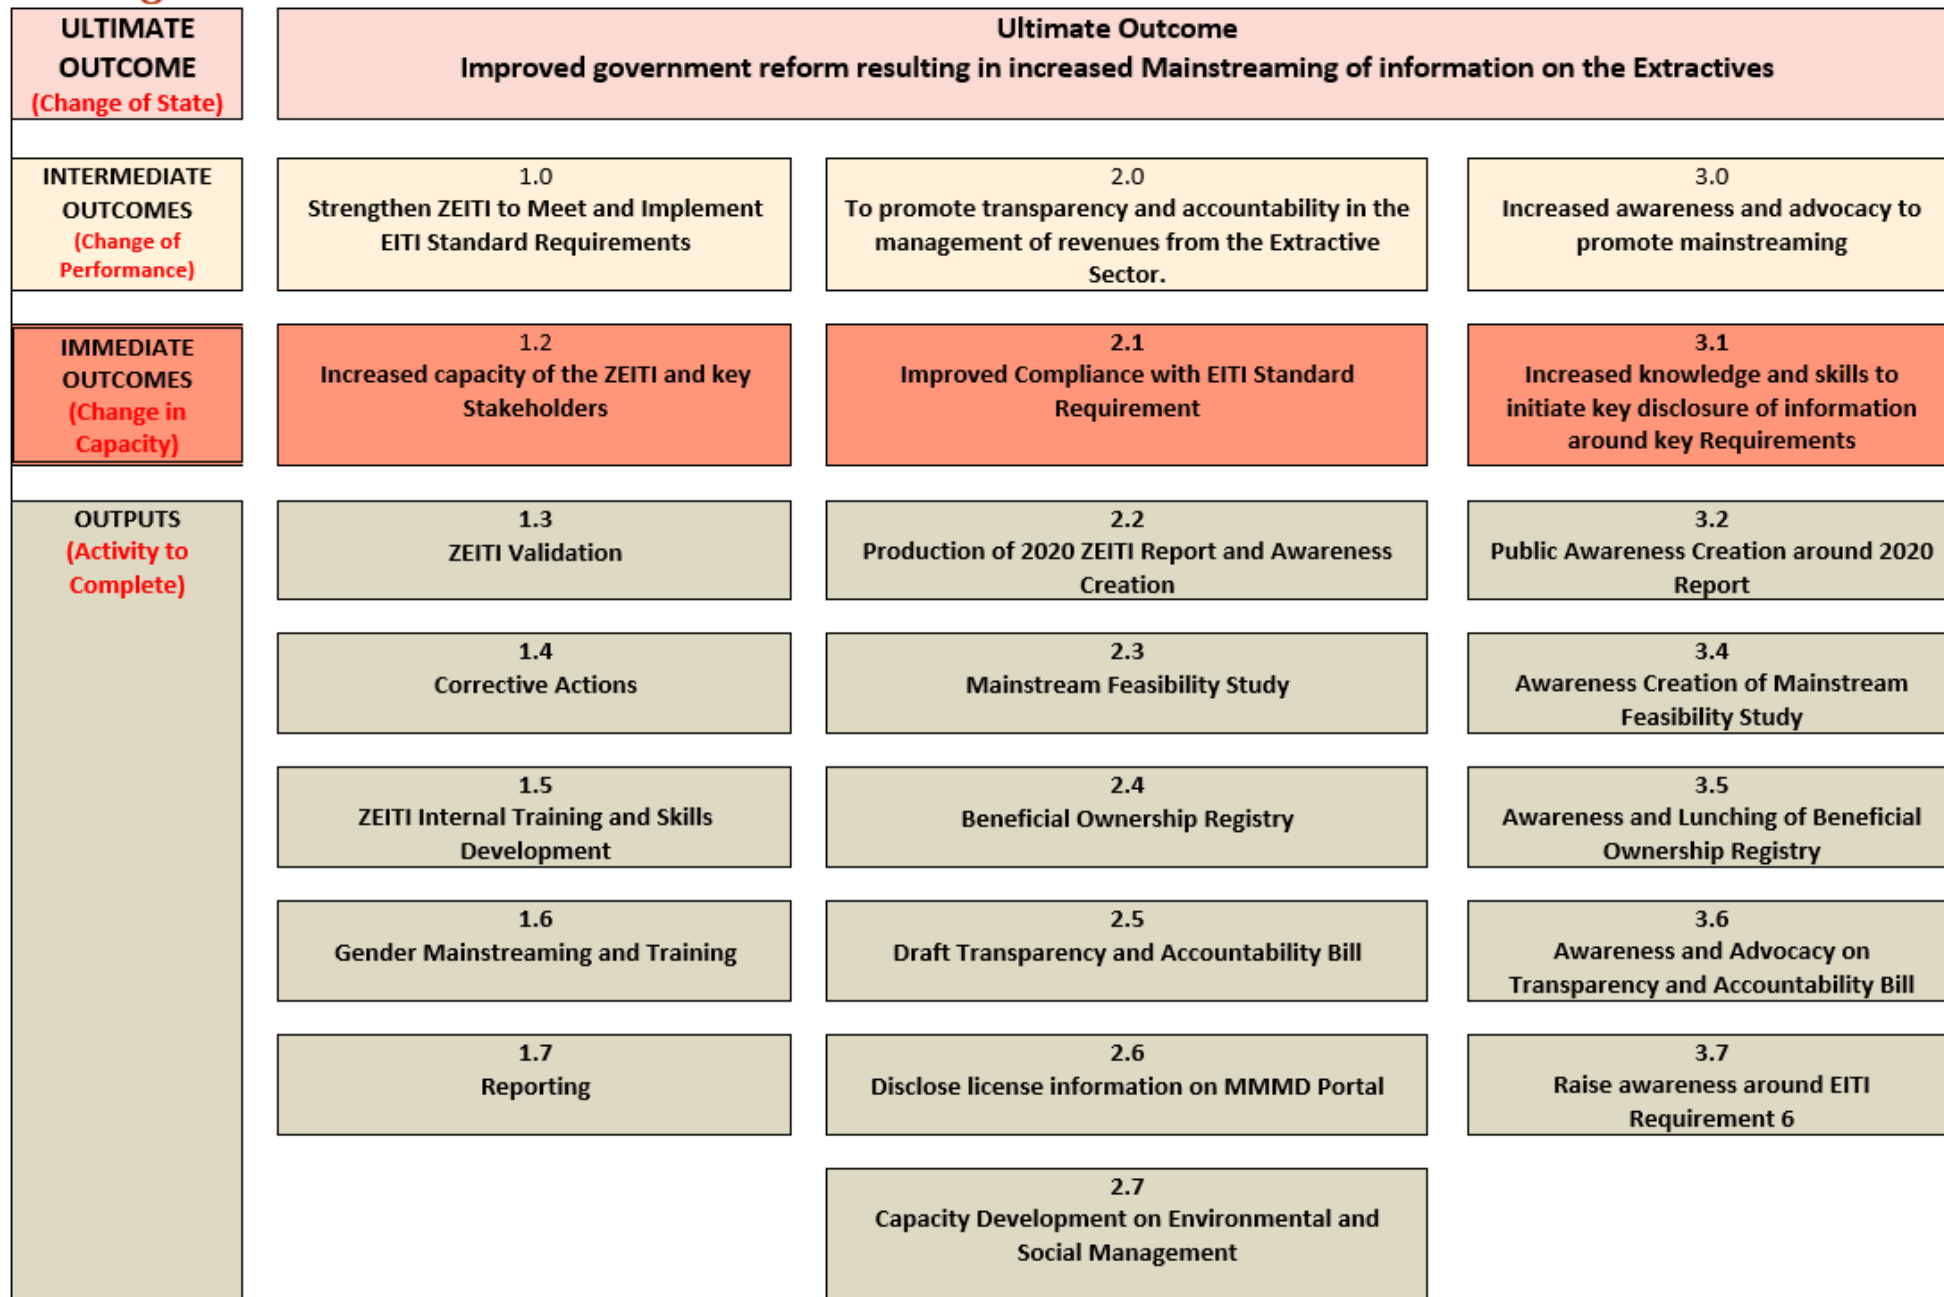 ULTIMATE
OUTCOME
(Change of State)
Ultimate Outcome
Improved government reform resulting in increased Mainstreaming of information on the Extractives
INTERMEDIATE
OUTCOMES
(Change of
Performance)
1.0
Strengthen ZEITI to Meet and Implement
EITI Standard Requirements
2.0
To promote transparency and accountability in the
management of revenues from the Extractive
Sector.
3.0
Increased awareness and advocacy to
promote mainstreaming
IMMEDIATE
OUTCOMES
(Change in
Capacity)
1.2
Increased capacity of the ZEITI and key
Stakeholders
2.1
Improved Compliance with EITI Standard
Requirement
3.1
Increased knowledge and skills to
initiate key disclosure of information
around key Requirements
OUTPUTS
(Activity to
Complete)
1.3
ZEITI Validation
2.2
Production of 2020 ZEITI Report and Awareness
Creation
3.2
Public Awareness Creation around 2020
Report
1.4
Corrective Actions
2.3
Mainstream Feasibility Study
3.4
Awareness Creation of Mainstream
Feasibility Study
1.5
ZEITI Internal Training and Skills
Development
2.4
Beneficial Ownership Registry
3.5
Awareness and Lunching of Beneficial
Ownership Registry
1.6
Gender Mainstreaming and Training
2.5
Draft Transparency and Accountability Bill
3.6
Awareness and Advocacy on
Transparency and Accountability Bill
1.7
Reporting
2.6
Disclose license information on MMMD Portal
3.7
Raise awareness around EITI
Requirement 6
2.7
Capacity Development on Environmental and
Social Management